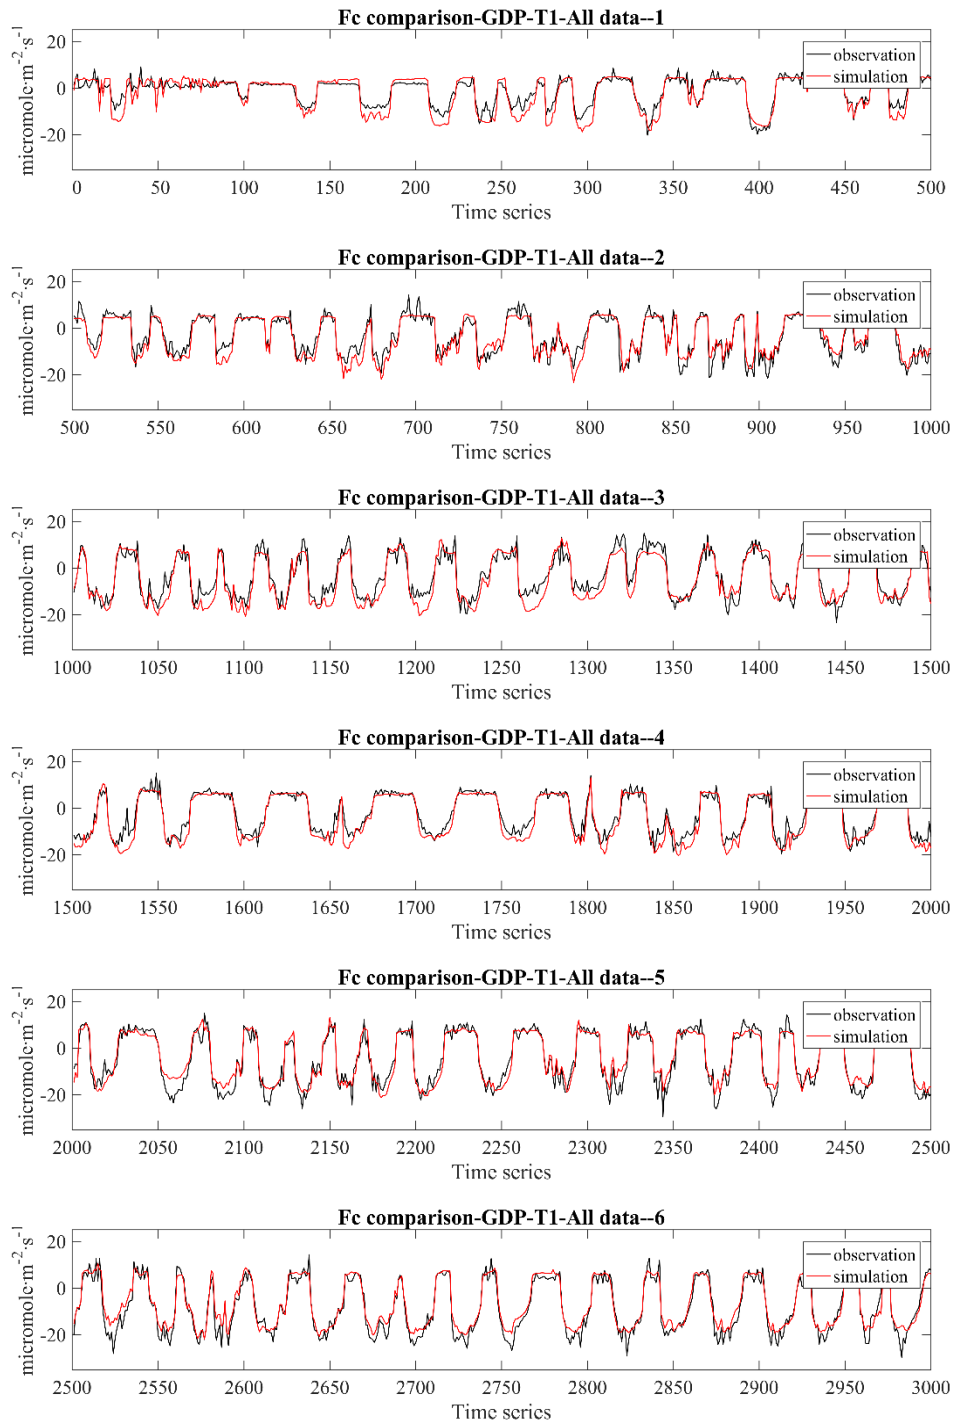 Fc comparison-GDP-T1-All data--1
micromole·m⁻²·s⁻¹
20
0
-20
observation
simulation
0 50 100 150 200 250 300 350 400 450 500
Time series
Fc comparison-GDP-T1-All data--2
micromole·m⁻²·s⁻¹
20
0
-20
observation
simulation
500 550 600 650 700 750 800 850 900 950 1000
Time series
Fc comparison-GDP-T1-All data--3
micromole·m⁻²·s⁻¹
20
0
-20
observation
simulation
1000 1050 1100 1150 1200 1250 1300 1350 1400 1450 1500
Time series
Fc comparison-GDP-T1-All data--4
micromole·m⁻²·s⁻¹
20
0
-20
observation
simulation
1500 1550 1600 1650 1700 1750 1800 1850 1900 1950 2000
Time series
Fc comparison-GDP-T1-All data--5
micromole·m⁻²·s⁻¹
20
0
-20
observation
simulation
2000 2050 2100 2150 2200 2250 2300 2350 2400 2450 2500
Time series
Fc comparison-GDP-T1-All data--6
micromole·m⁻²·s⁻¹
20
0
-20
observation
simulation
2500 2550 2600 2650 2700 2750 2800 2850 2900 2950 3000
Time series